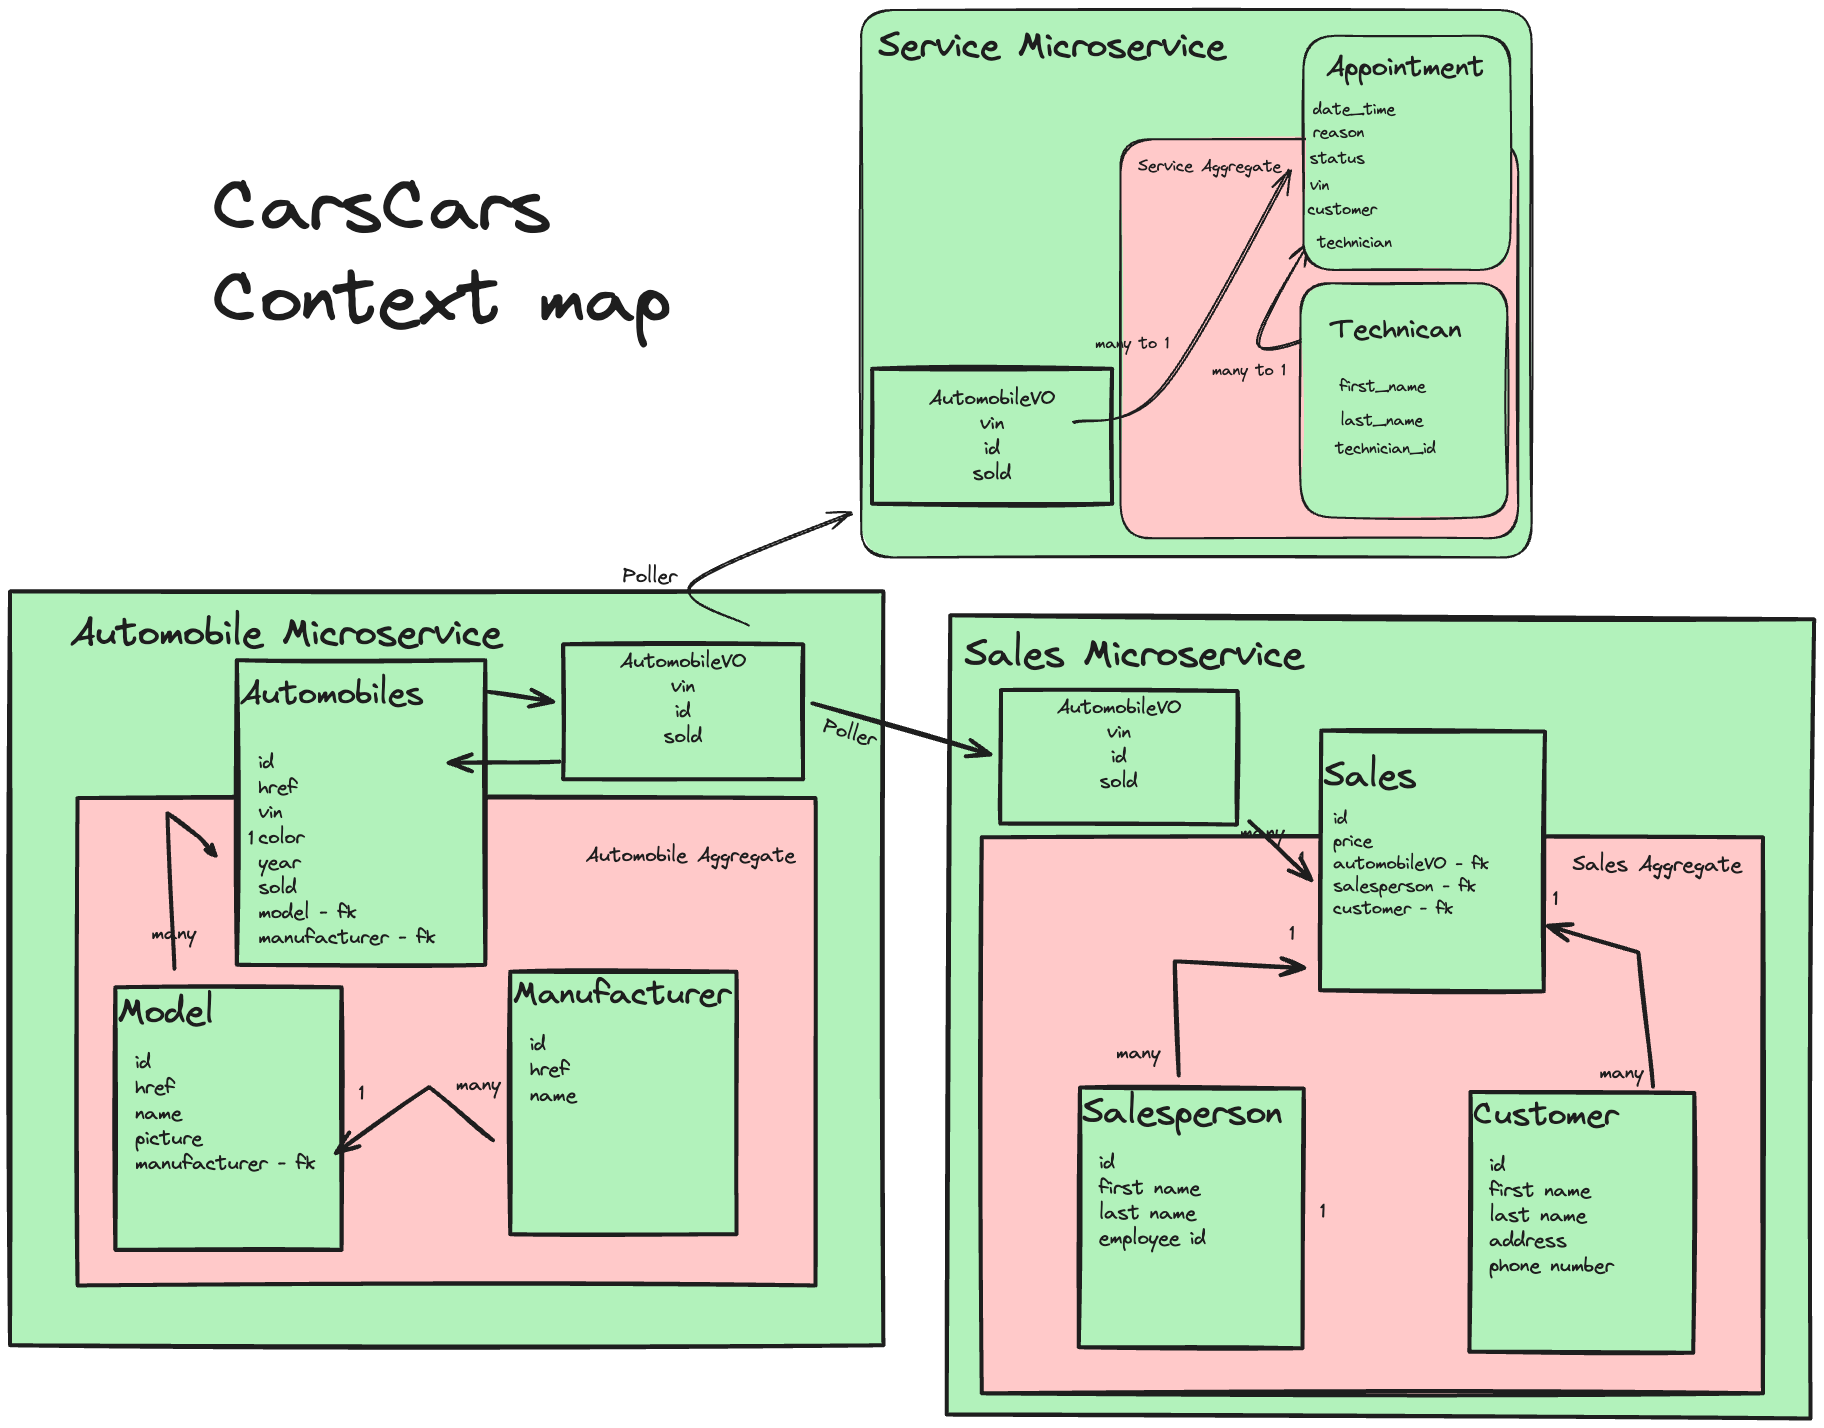 CarsCars
Context map
Service Microservice
Appointment
date_time
reason
status
vin
customer
technician
Service Aggregate
many to 1
many to 1
Technican
first_name
last_name
technician_id
AutomobileVO
vin
id
sold
Poller
Automobile Microservice
Automobiles
id
href
vin
1 color
year
sold
model - fk
manufacturer - fk
AutomobileVO
vin
id
sold
Poller
Automobile Aggregate
many
Model
id
href
name
picture
manufacturer - fk
1
many
Manufacturer
id
href
name
Sales Microservice
AutomobileVO
vin
id
sold
many
1
Sales
id
price
automobileVO - fk
salesperson - fk
customer - fk
Sales Aggregate
1
1
many
many
Salesperson
id
first name
last name
employee id
1
Customer
id
first name
last name
address
phone number